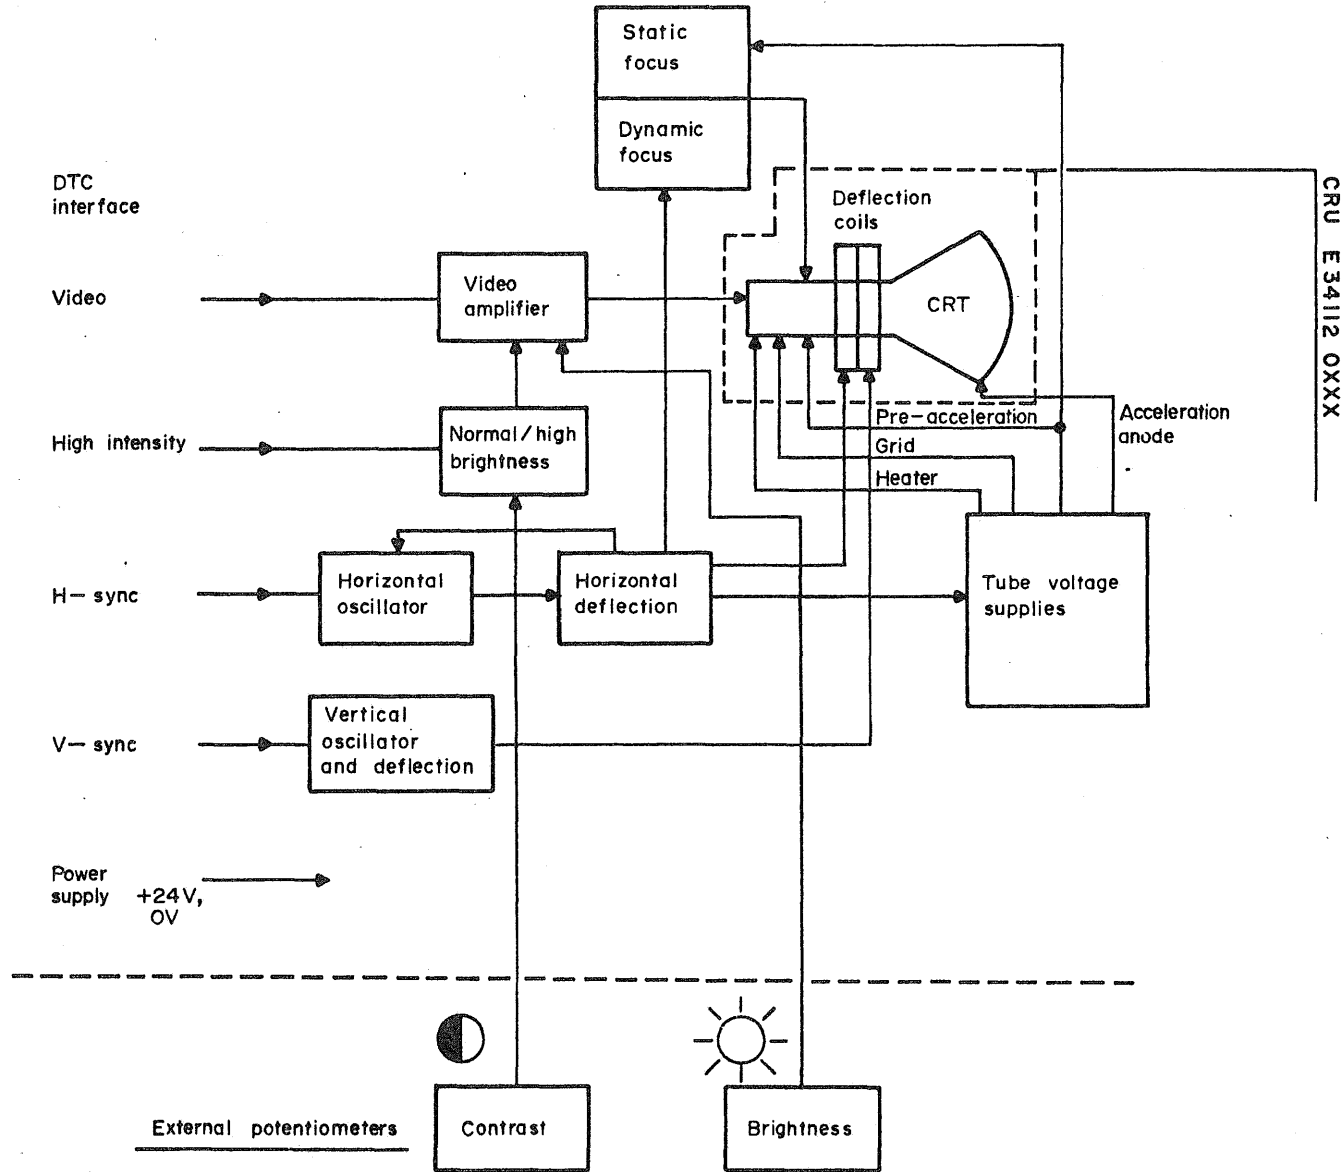 Static
focus
Dynamic
focus
DTC
interface
Deflection
coils
Video
Video
amplifier
CRT
CRU E34112 0XXX
High intensity
Normal/high
brightness
Pre-acceleration
Grid
Heater
Acceleration
anode
H-sync
Horizontal
oscillator
Horizontal
deflection
Tube voltage
supplies
V-sync
Vertical
oscillator
and deflection
Power
supply +24V,
0V
External potentiometers
Contrast
Brightness